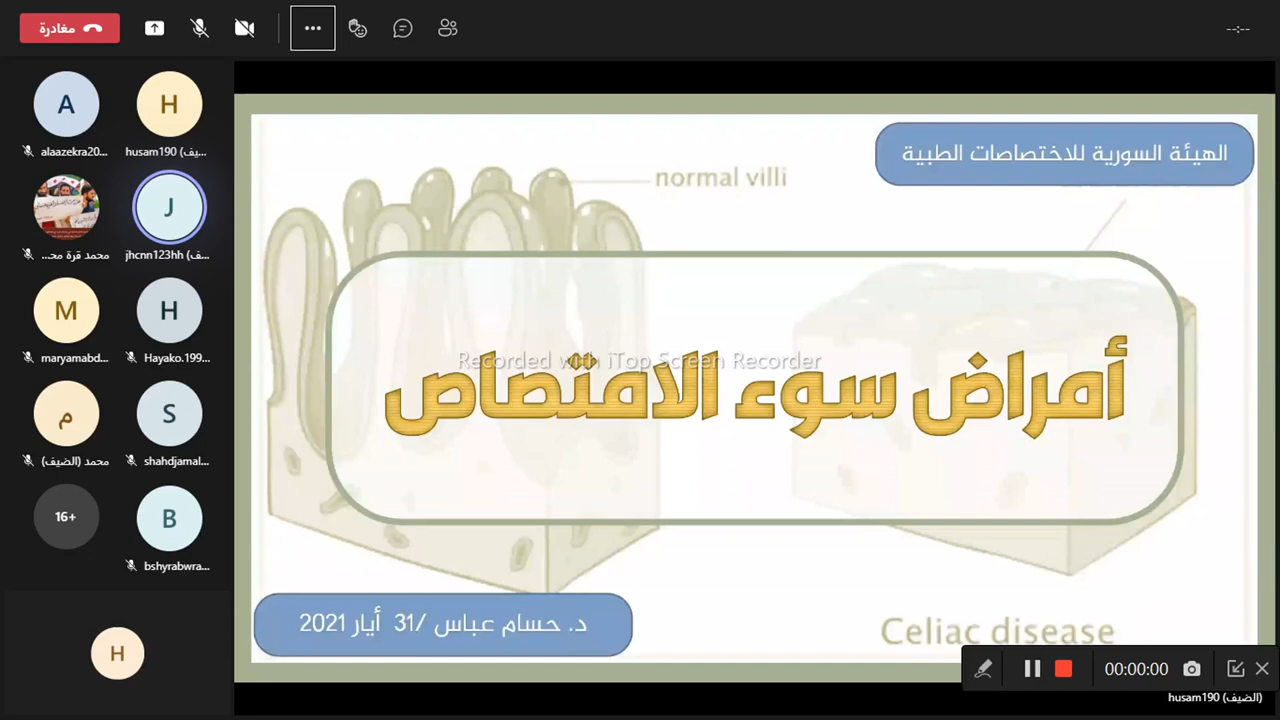 مغادرة
--:--
A
H
alaazekra20...
husam190 (يف...
J
محمد قرة مح...
jhcnn123hh (يف...
M
H
maryamabd...
Hayako.199...
م
S
محمد (الضيف)
shahdjamal...
16+
B
bshyrabwra...
H
الهيئة السورية للاختصاصات الطبية
normal villi
Recorded with iTop Screen Recorder
أمراض سوء الامتصاص
د. حسام عباس /31 أيار 2021
Celiac disease
00:00:00
husam190 (الضيف)